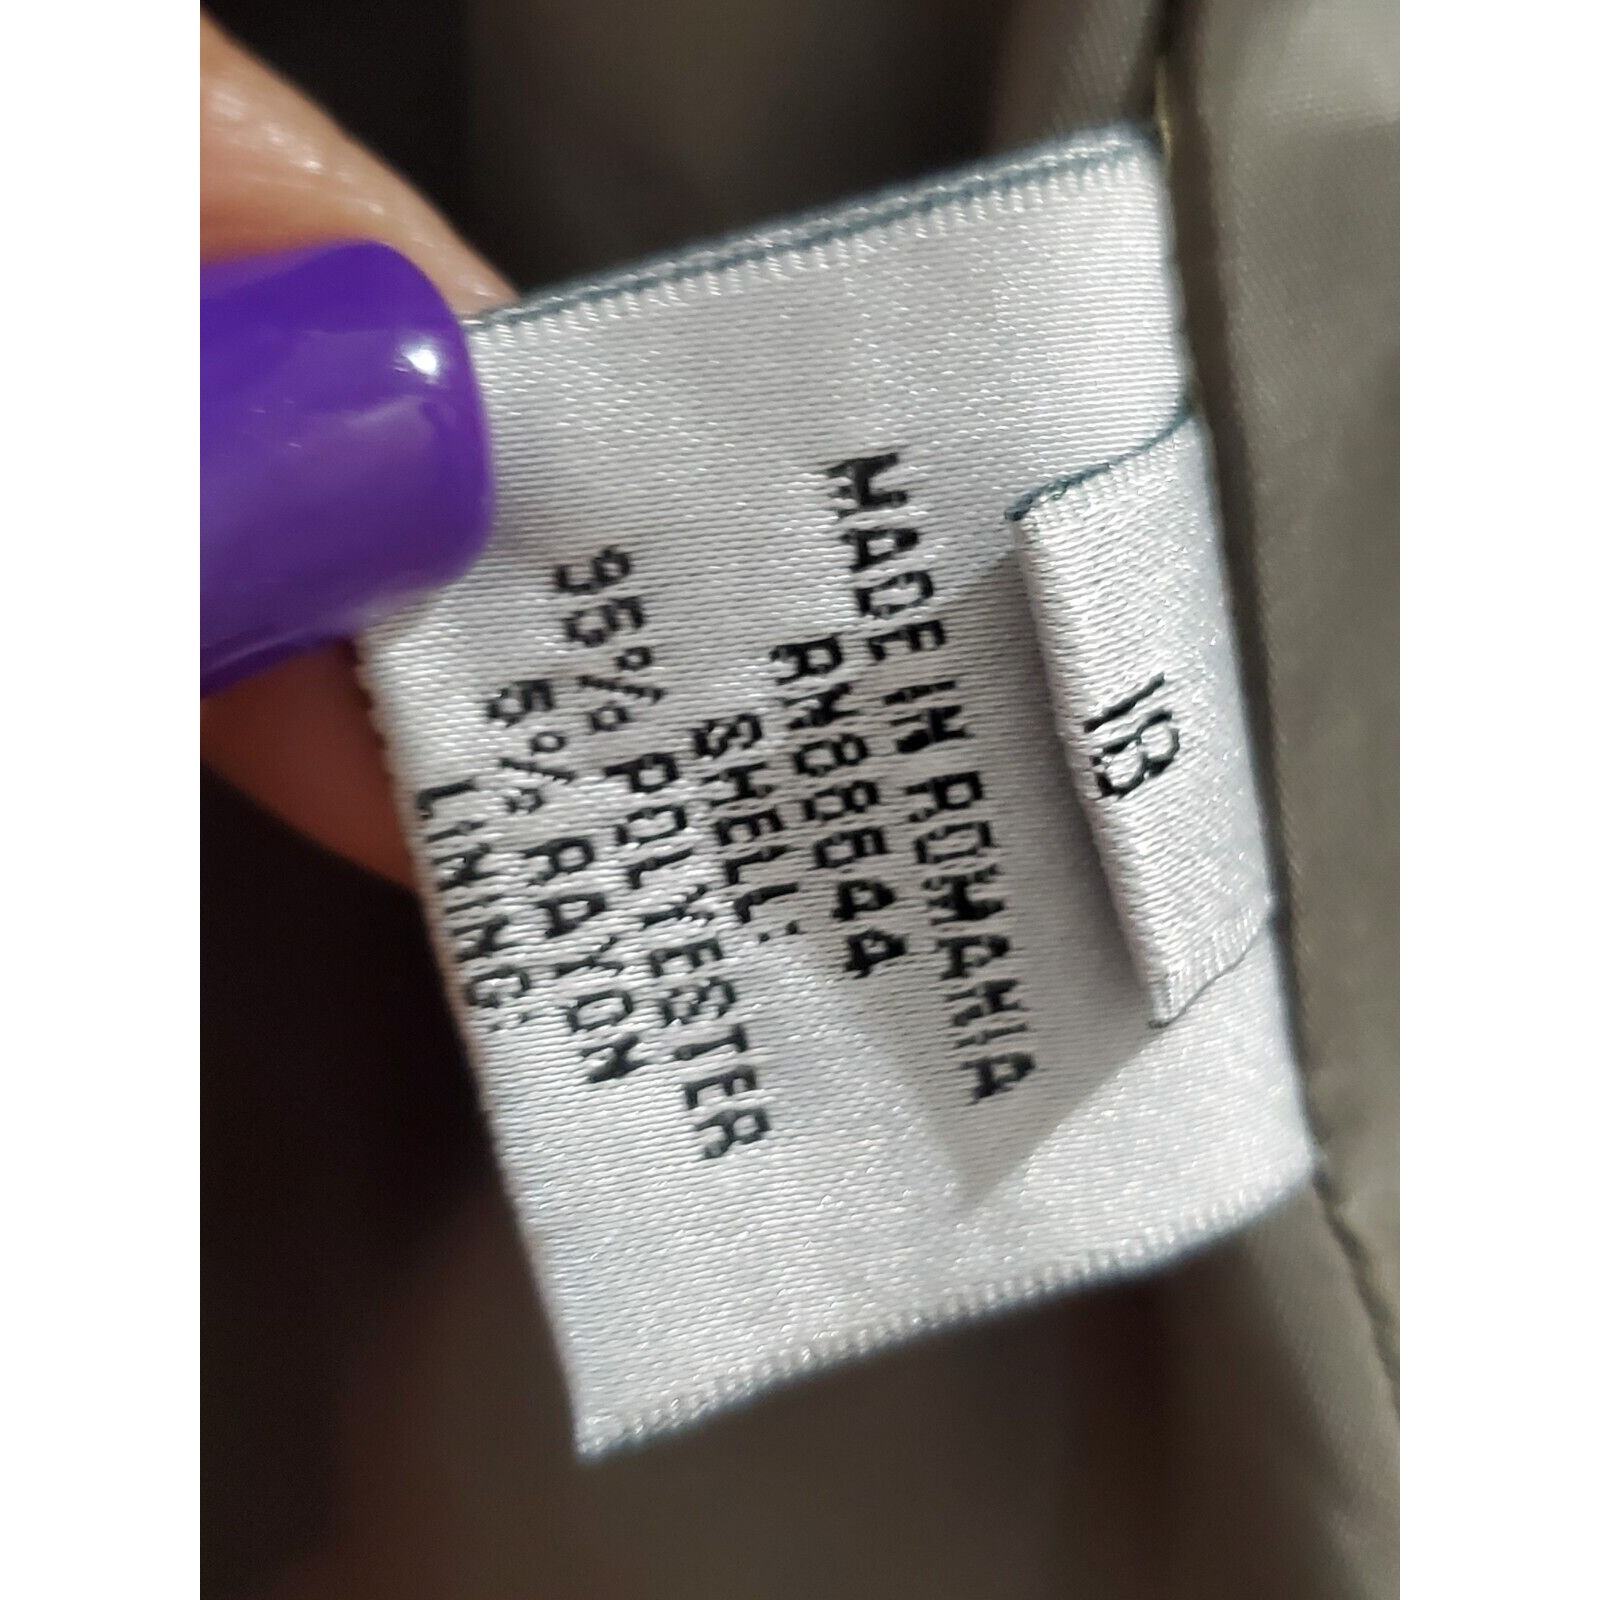 18
MADE IN ROMANIA
RN88644
SHELL:
95% POLYESTER
5% RAYON
LINING: